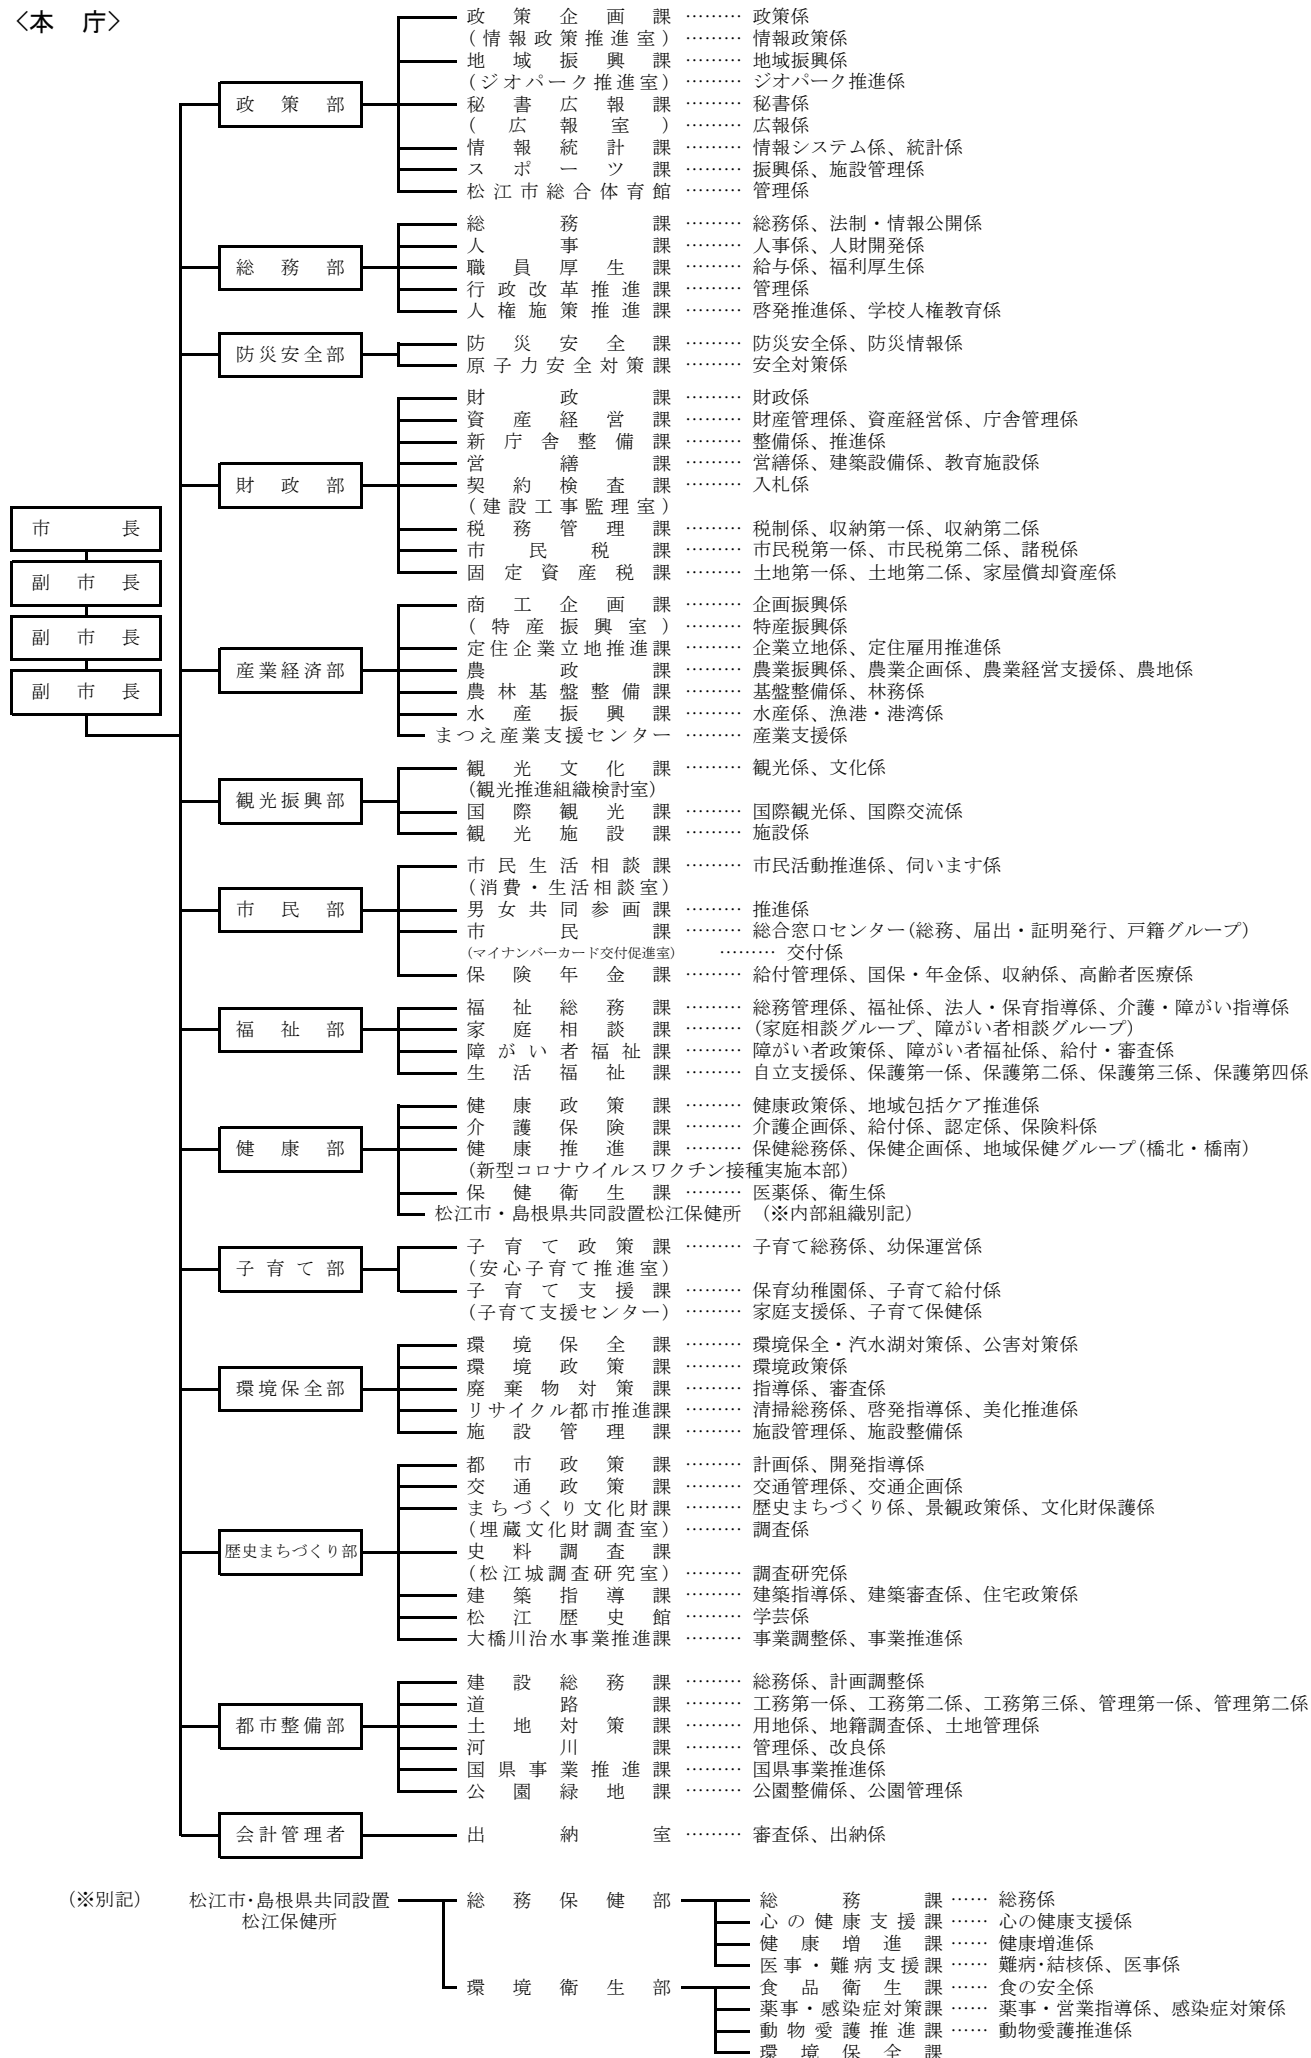 〈本　庁〉
市長
副市長
副市長
副市長
政策部
政策企画課 ……… 政策係
(情報政策推進室) ……… 情報政策係
地域振興課 ……… 地域振興係
(ジオパーク推進室) ……… ジオパーク推進係
秘書広報課 ……… 秘書係
(広報室) ……… 広報係
情報統計課 ……… 情報システム係、統計係
スポーツ課 ……… 振興係、施設管理係
松江市総合体育館 ……… 管理係
総務部
総務課 ……… 総務係、法制・情報公開係
人事課 ……… 人事係、人財開発係
職員厚生課 ……… 給与係、福利厚生係
行政改革推進課 ……… 管理係
人権施策推進課 ……… 啓発推進係、学校人権教育係
防災安全部
防災安全課 ……… 防災安全係、防災情報係
原子力安全対策課 ……… 安全対策係
財政部
財政課 ……… 財政係
資産経営課 ……… 財産管理係、資産経営係、庁舎管理係
新庁舎整備課 ……… 整備係、推進係
営繕課 ……… 営繕係、建築設備係、教育施設係
契約検査課 ……… 入札係
(建設工事監理室)
税務管理課 ……… 税制係、収納第一係、収納第二係
市民税課 ……… 市民税第一係、市民税第二係、諸税係
固定資産税課 ……… 土地第一係、土地第二係、家屋償却資産係
産業経済部
商工企画課 ……… 企画振興係
(特産振興室) ……… 特産振興係
定住企業立地推進課 ……… 企業立地係、定住雇用推進係
農政課 ……… 農業振興係、農業企画係、農業経営支援係、農地係
農林基盤整備課 ……… 基盤整備係、林務係
水産振興課 ……… 水産係、漁港・港湾係
まつえ産業支援センター ……… 産業支援係
観光振興部
観光文化課 ……… 観光係、文化係
(観光推進組織検討室)
国際観光課 ……… 国際観光係、国際交流係
観光施設課 ……… 施設係
市民部
市民生活相談課 ……… 市民活動推進係、伺います係
(消費・生活相談室)
男女共同参画課 ……… 推進係
市民課 ……… 総合窓口センター(総務、届出・証明発行、戸籍グループ)
(マイナンバーカード交付促進室) ……… 交付係
保険年金課 ……… 給付管理係、国保・年金係、収納係、高齢者医療係
福祉部
福祉総務課 ……… 総務管理係、福祉係、法人・保育指導係、介護・障がい指導係
家庭相談課 ……… (家庭相談グループ、障がい者相談グループ)
障がい者福祉課 ……… 障がい者政策係、障がい者福祉係、給付・審査係
生活福祉課 ……… 自立支援係、保護第一係、保護第二係、保護第三係、保護第四係
健康部
健康政策課 ……… 健康政策係、地域包括ケア推進係
介護保険課 ……… 介護企画係、給付係、認定係、保険料係
健康推進課 ……… 保健総務係、保健企画係、地域保健グループ(橋北・橋南)
(新型コロナウイルスワクチン接種実施本部)
保健衛生課 ……… 医薬係、衛生係
松江市・島根県共同設置松江保健所 (※内部組織別記)
子育て部
子育て政策課 ……… 子育て総務係、幼保運営係
(安心子育て推進室)
子育て支援課 ……… 保育幼稚園係、子育て給付係
(子育て支援センター) ……… 家庭支援係、子育て保健係
環境保全部
環境保全課 ……… 環境保全・汽水湖対策係、公害対策係
環境政策課 ……… 環境政策係
廃棄物対策課 ……… 指導係、審査係
リサイクル都市推進課 ……… 清掃総務係、啓発指導係、美化推進係
施設管理課 ……… 施設管理係、施設整備係
歴史まちづくり部
都市政策課 ……… 計画係、開発指導係
交通政策課 ……… 交通管理係、交通企画係
まちづくり文化財課 ……… 歴史まちづくり係、景観政策係、文化財保護係
(埋蔵文化財調査室) ……… 調査係
史料調査課
(松江城調査研究室) ……… 調査研究係
建築指導課 ……… 建築指導係、建築審査係、住宅政策係
松江歴史館 ……… 学芸係
大橋川治水事業推進課 ……… 事業調整係、事業推進係
都市整備部
建設総務課 ……… 総務係、計画調整係
道路課 ……… 工務第一係、工務第二係、工務第三係、管理第一係、管理第二係
土地対策課 ……… 用地係、地籍調査係、土地管理係
河川課 ……… 管理係、改良係
国県事業推進課 ……… 国県事業推進係
公園緑地課 ……… 公園整備係、公園管理係
会計管理者
出納室 ……… 審査係、出納係
(※別記)
松江市・島根県共同設置
松江保健所
総務保健部
総務課 …… 総務係
心の健康支援課 …… 心の健康支援係
健康増進課 …… 健康増進係
医事・難病支援課 …… 難病・結核係、医事係
環境衛生部
食品衛生課 …… 食の安全係
薬事・感染症対策課 …… 薬事・営業指導係、感染症対策係
動物愛護推進課 …… 動物愛護推進係
環境保全課